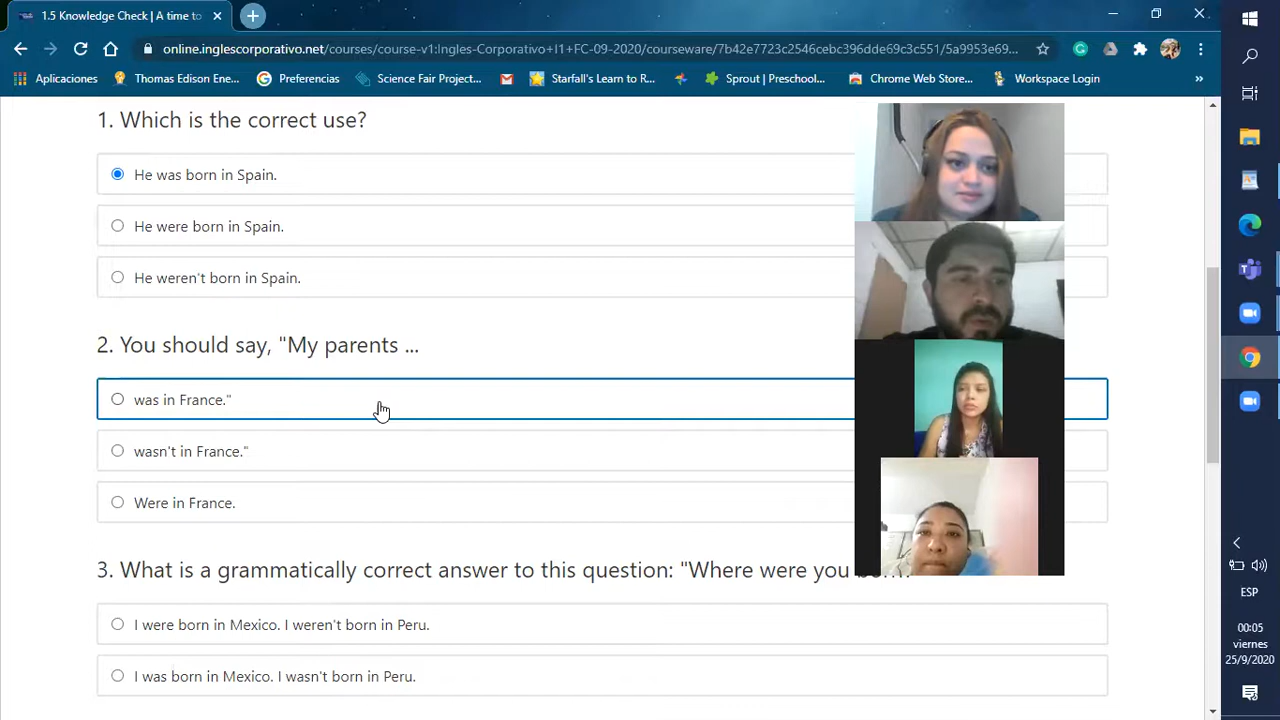 1.5 Knowledge Check | A time to
online.inglescorporativo.net/courses/course-v1:Ingles-Corporativo+I1+FC-09-2020/courseware/7b42e7723c2546cebc396dde69c3c551/5a9953e69...
Aplicaciones
Thomas Edison Ene...
Preferencias
Science Fair Project...
Starfall's Learn to R...
Sprout | Preschool...
Chrome Web Store...
Workspace Login
»
1. Which is the correct use?
He was born in Spain.
He were born in Spain.
He weren't born in Spain.
2. You should say, "My parents ...
was in France."
wasn't in France."
Were in France.
3. What is a grammatically correct answer to this question: "Where were you
I were born in Mexico. I weren't born in Peru.
I was born in Mexico. I wasn't born in Peru.
ESP
00:05
viernes
25/9/2020